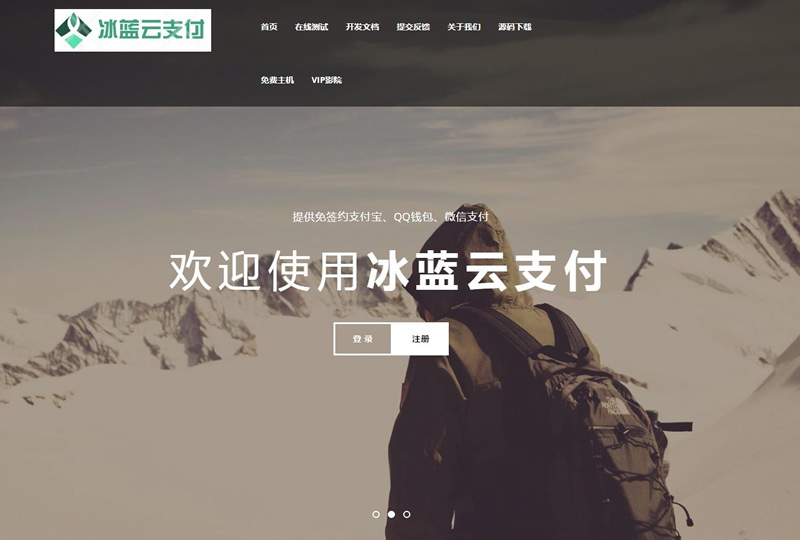 冰蓝云支付
首页 在线测试 开发文档 提交反馈 关于我们 源码下载
免费主机 VIP影院
提供免签约支付宝、QQ钱包、微信支付
欢迎使用冰蓝云支付
登录 注册